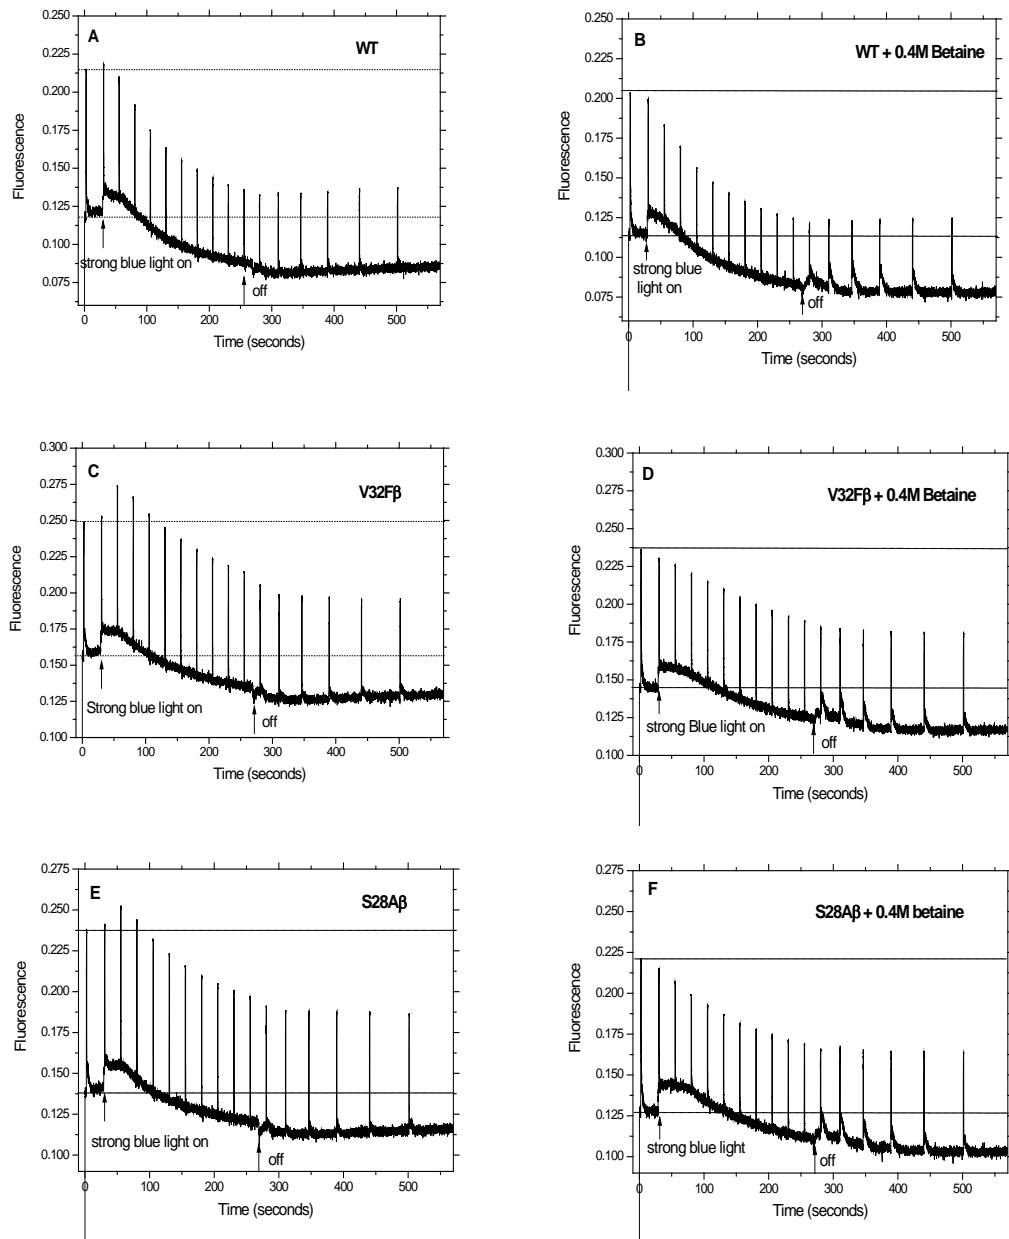 A
WT
0.250
0.225
0.200
0.175
0.150
0.125
0.100
0.075
Fluorescence
strong blue light on
off
0 100 200 300 400 500
Time (seconds)
B
WT + 0.4M Betaine
0.250
0.225
0.200
0.175
0.150
0.125
0.100
0.075
Fluorescence
strong blue
light on
off
0 100 200 300 400 500
Time (seconds)
C
V32Fβ
0.300
0.275
0.250
0.225
0.200
0.175
0.150
0.125
0.100
Fluorescence
Strong blue light on
off
0 100 200 300 400 500
Time (seconds)
D
V32Fβ + 0.4M Betaine
0.300
0.275
0.250
0.225
0.200
0.175
0.150
0.125
0.100
Fluorescence
strong Blue light on
off
0 100 200 300 400 500
Time (seconds)
E
S28Aβ
0.275
0.250
0.225
0.200
0.175
0.150
0.125
0.100
Fluorescence
strong blue light on
off
0 100 200 300 400 500
Time (seconds)
F
S28Aβ + 0.4M betaine
0.275
0.250
0.225
0.200
0.175
0.150
0.125
0.100
Fluorescence
strong blue light
off
0 100 200 300 400 500
Time (seconds)